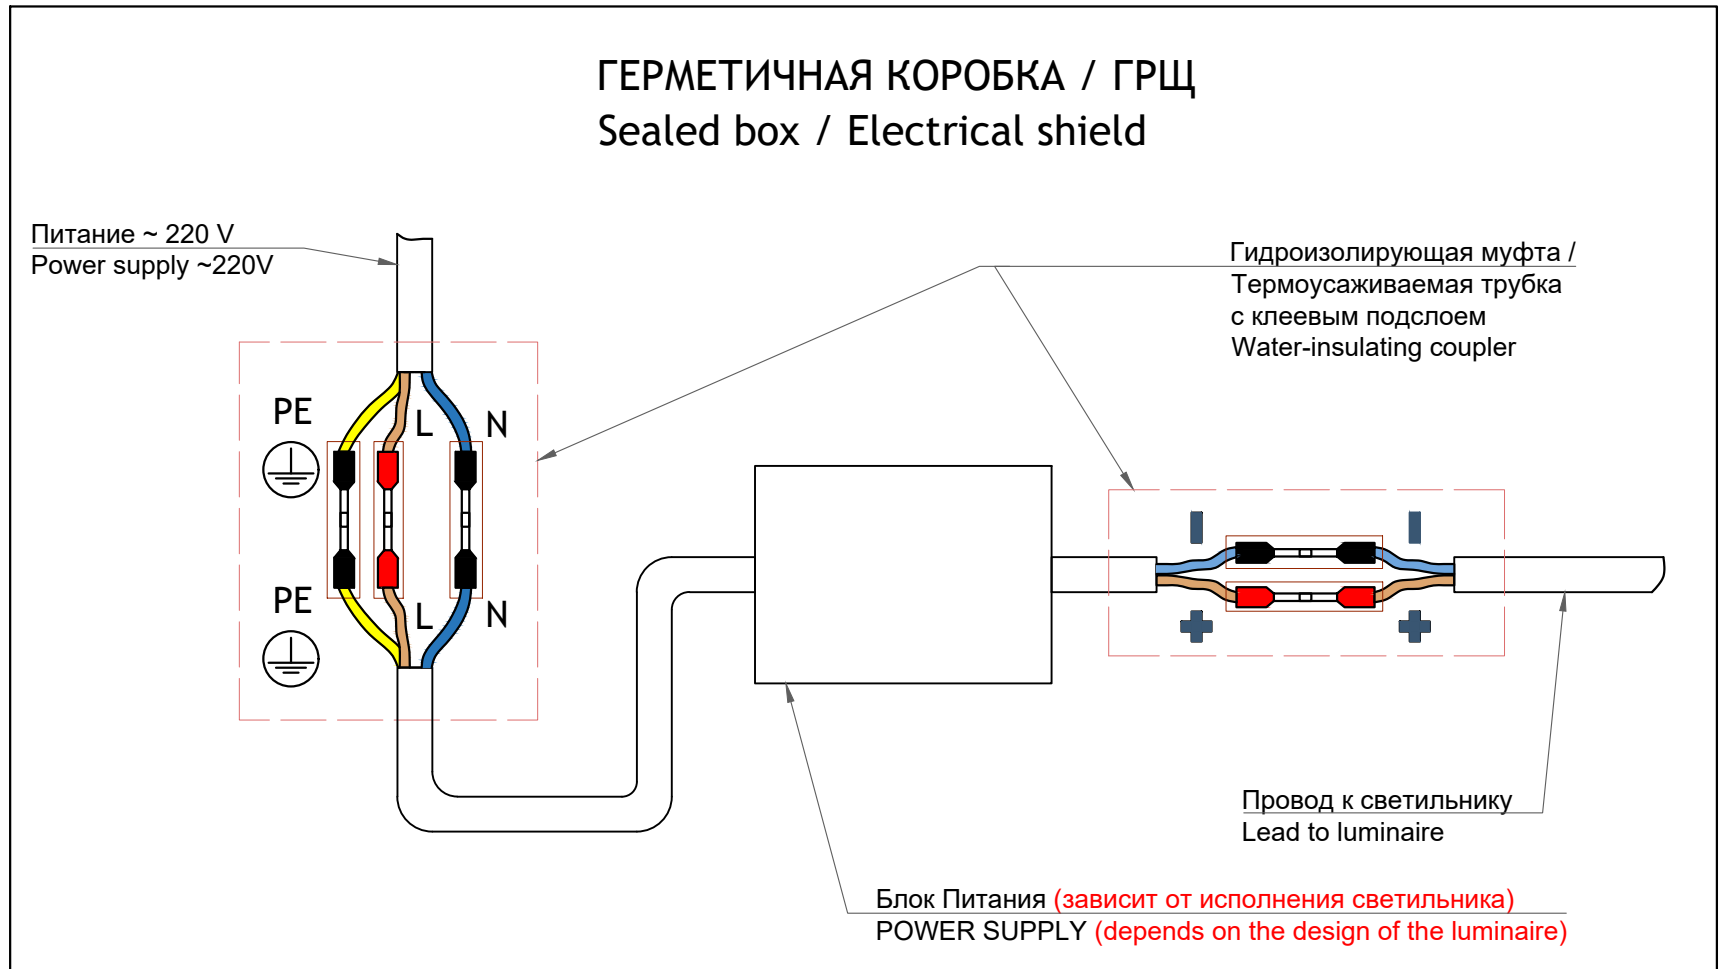 ГЕРМЕТИЧНАЯ КОРОБКА / ГРЩ
Sealed box / Electrical shield
Питание ~ 220 V
Power supply ~220V
Гидроизолирующая муфта /
Термоусаживаемая трубка
с клеевым подслоем
Water-insulating coupler
PE
L
N
PE
L
N
Провод к светильнику
Lead to luminaire
Блок Питания (зависит от исполнения светильника)
POWER SUPPLY (depends on the design of the luminaire)